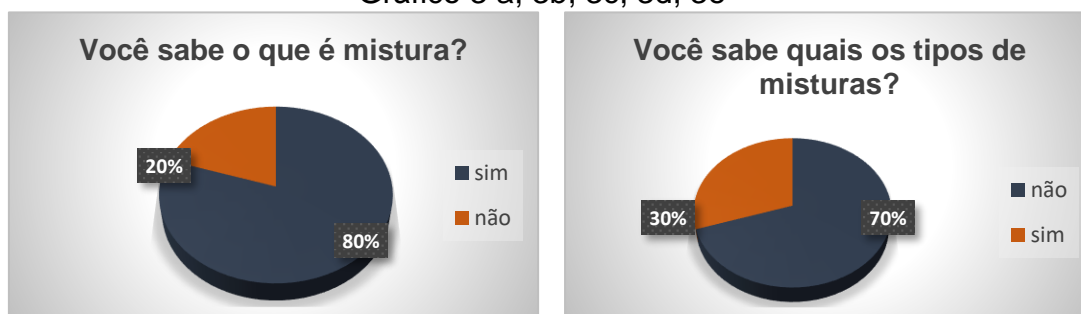 Você sabe o que é mistura?
20%
80%
sim
não
Você sabe quais os tipos de
misturas?
30%
70%
não
sim